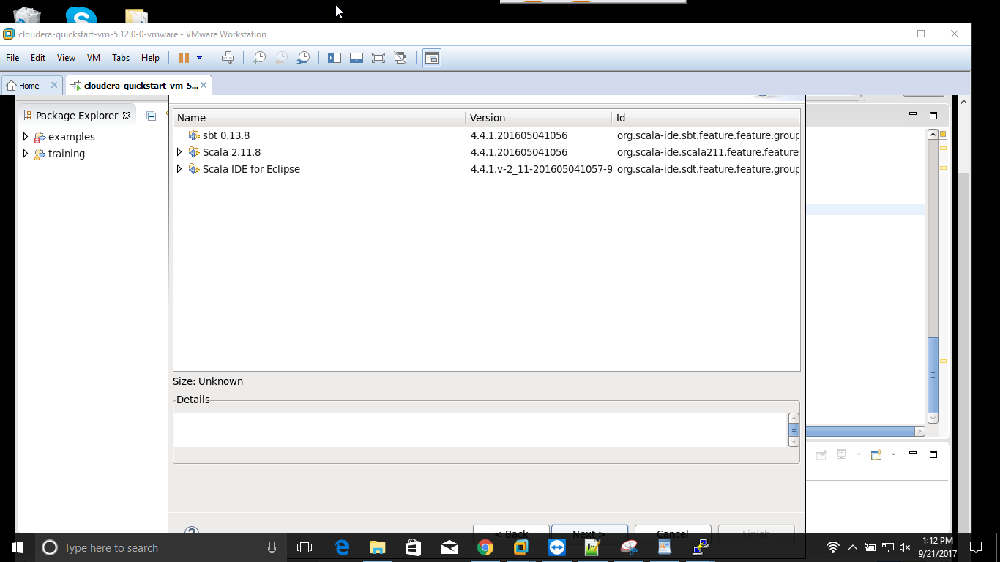 cloudera-quickstart-vm-5.12.0-0-vmware - VMware Workstation
File Edit View VM Tabs Help
Home cloudera-quickstart-vm-5...
Package Explorer
examples
training
Name Version Id
sbt 0.13.8 4.4.1.201605041056 org.scala-ide.sbt.feature.feature.group
Scala 2.11.8 4.4.1.201605041056 org.scala-ide.scala211.feature.feature
Scala IDE for Eclipse 4.4.1.v-2_11-201605041057-9 org.scala-ide.sdt.feature.feature.group
Size: Unknown
Details
< Back Next > Cancel Finish
Type here to search
1:12 PM
9/21/2017